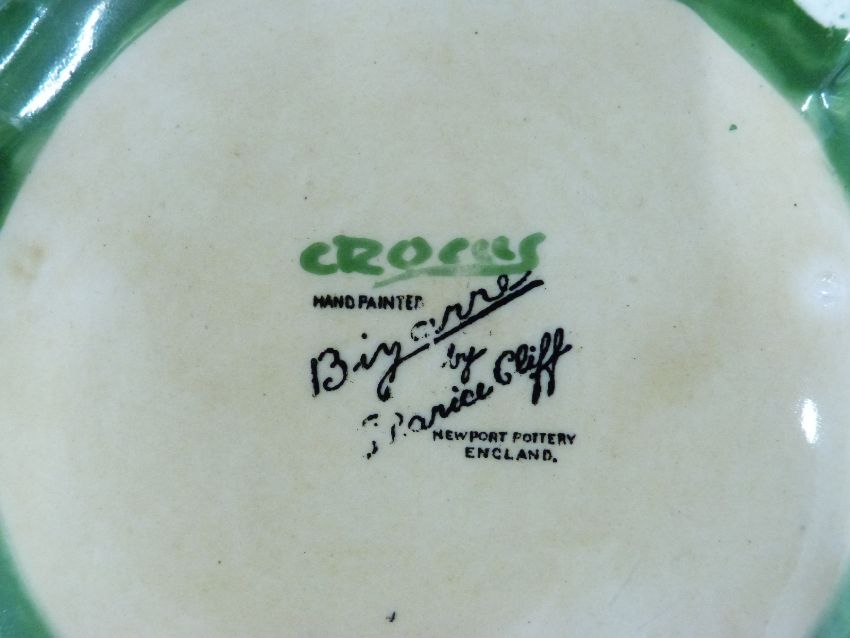 CROCUS
HAND PAINTED
Bizarre
by
Clarice Cliff
NEWPORT POTTERY
ENGLAND.